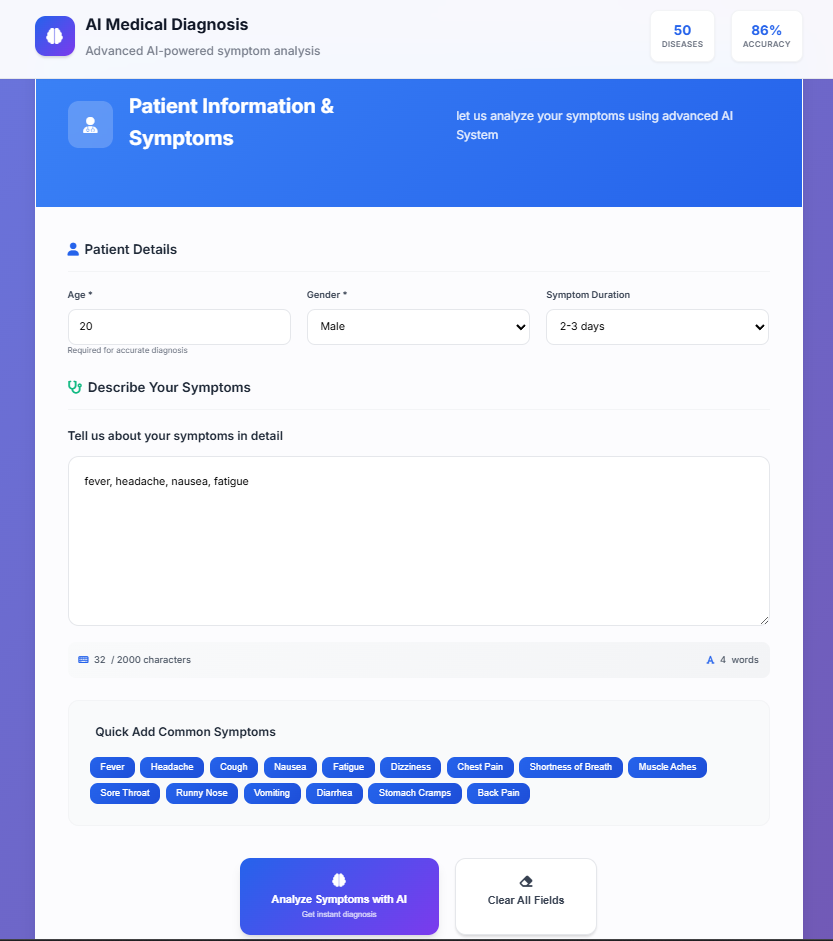 AI Medical Diagnosis
Advanced AI-powered symptom analysis
50
DISEASES
86%
ACCURACY
Patient Information &
Symptoms
let us analyze your symptoms using advanced AI
System
Patient Details
Age *
Gender *
Symptom Duration
20
Male
2-3 days
Required for accurate diagnosis
Describe Your Symptoms
Tell us about your symptoms in detail
fever, headache, nausea, fatigue
32 / 2000 characters
A 4 words
Quick Add Common Symptoms
Fever Headache Cough Nausea Fatigue Dizziness Chest Pain Shortness of Breath Muscle Aches
Sore Throat Runny Nose Vomiting Diarrhea Stomach Cramps Back Pain
Analyze Symptoms with AI
Get instant diagnosis
Clear All Fields